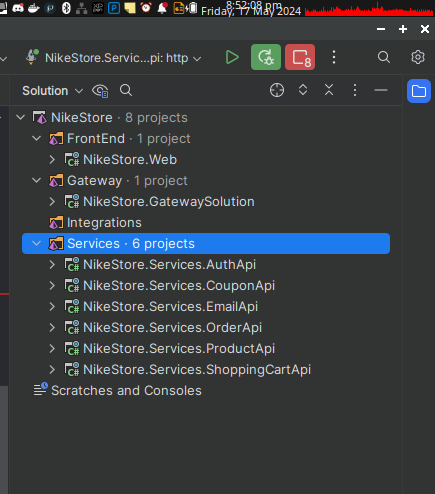 8:52:08 pm
Friday, 17 May 2024
NikeStore.Servic...pi: http
8
Solution
NikeStore · 8 projects
FrontEnd · 1 project
C# NikeStore.Web
Gateway · 1 project
C# NikeStore.GatewaySolution
Integrations
Services · 6 projects
C# NikeStore.Services.AuthApi
C# NikeStore.Services.CouponApi
C# NikeStore.Services.EmailApi
C# NikeStore.Services.OrderApi
C# NikeStore.Services.ProductApi
C# NikeStore.Services.ShoppingCartApi
Scratches and Consoles